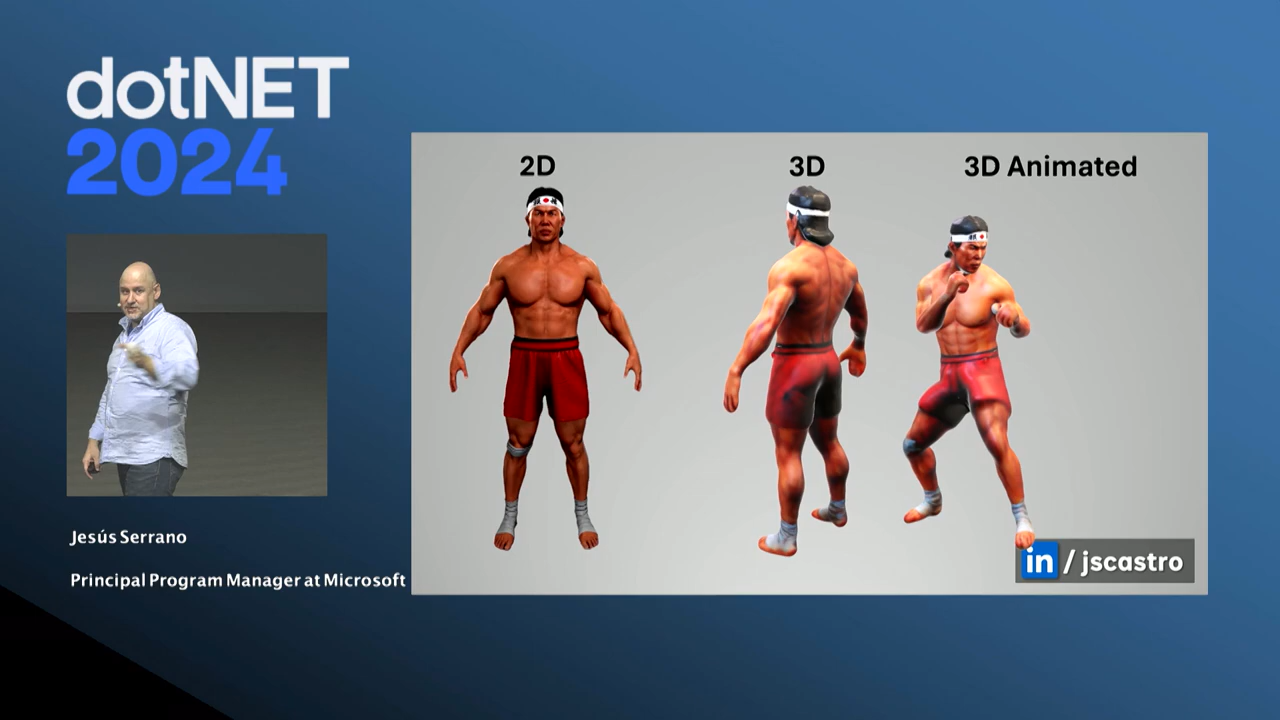 dotNET
2024
2D
3D
3D Animated
in / jscastro
Jesús Serrano
Principal Program Manager at Microsoft